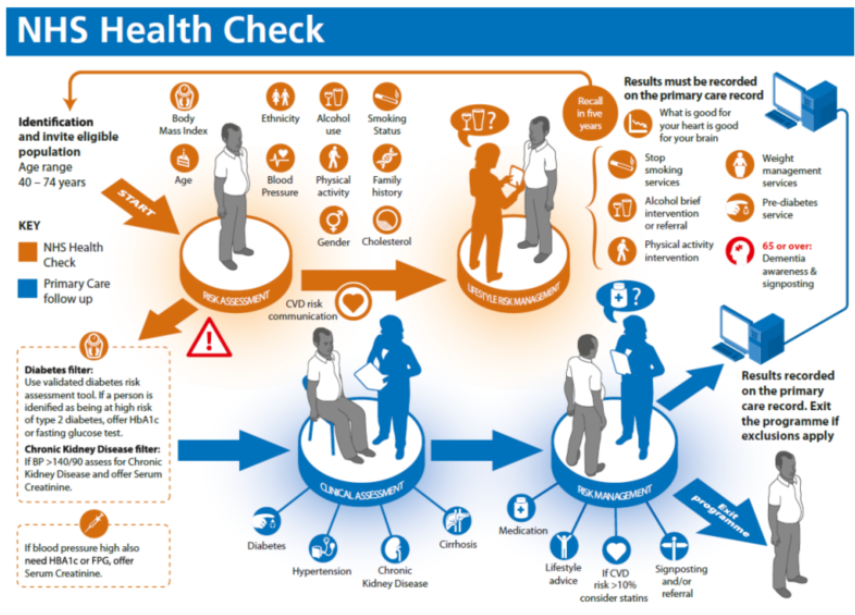 NHS Health Check
Identification
and invite eligible
population
Age range
40 – 74 years
START
KEY
NHS Health
Check
Primary Care
follow up
Body
Mass Index
Ethnicity
Alcohol
use
Smoking
Status
Age
Blood
Pressure
Physical
activity
Family
history
Gender
Cholesterol
RISK ASSESSMENT
CVD risk
communication
?
LIFESTYLE RISK MANAGEMENT
Recall
in five
years
Results must be recorded
on the primary care record
What is good for
your heart is good
for your brain
Stop
smoking
services
Weight
management
services
Alcohol brief
intervention
or referral
Pre-diabetes
service
Physical activity
intervention
65 or over:
Dementia
awareness &
signposting
!
Diabetes filter:
Use validated diabetes risk
assessment tool. If a person is
idenified as being at high risk
of type 2 diabetes, offer HbA1c
or fasting glucose test.
Chronic Kidney Disease filter:
If BP >140/90 assess for Chronic
Kidney Disease and offer Serum
Creatinine.
If blood pressure high also
need HBA1c or FPG, offer
Serum Creatinine.
CLINICAL ASSESSMENT
Diabetes
Hypertension
Chronic
Kidney Disease
Cirrhosis
?
RISK MANAGEMENT
Medication
Lifestyle
advice
If CVD
risk >10%
consider statins
Signposting
and/or
referral
Results recorded
on the primary
care record. Exit
the programme if
exclusions apply
Exit
programme